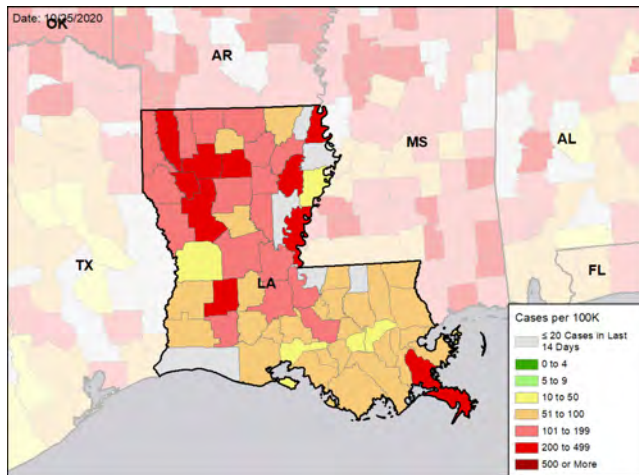 Date: 10/25/2020
OK
AR
MS
AL
TX
LA
FL
Cases per 100K
≤ 20 Cases in Last
14 Days
0 to 4
5 to 9
10 to 50
51 to 100
101 to 199
200 to 499
500 or More